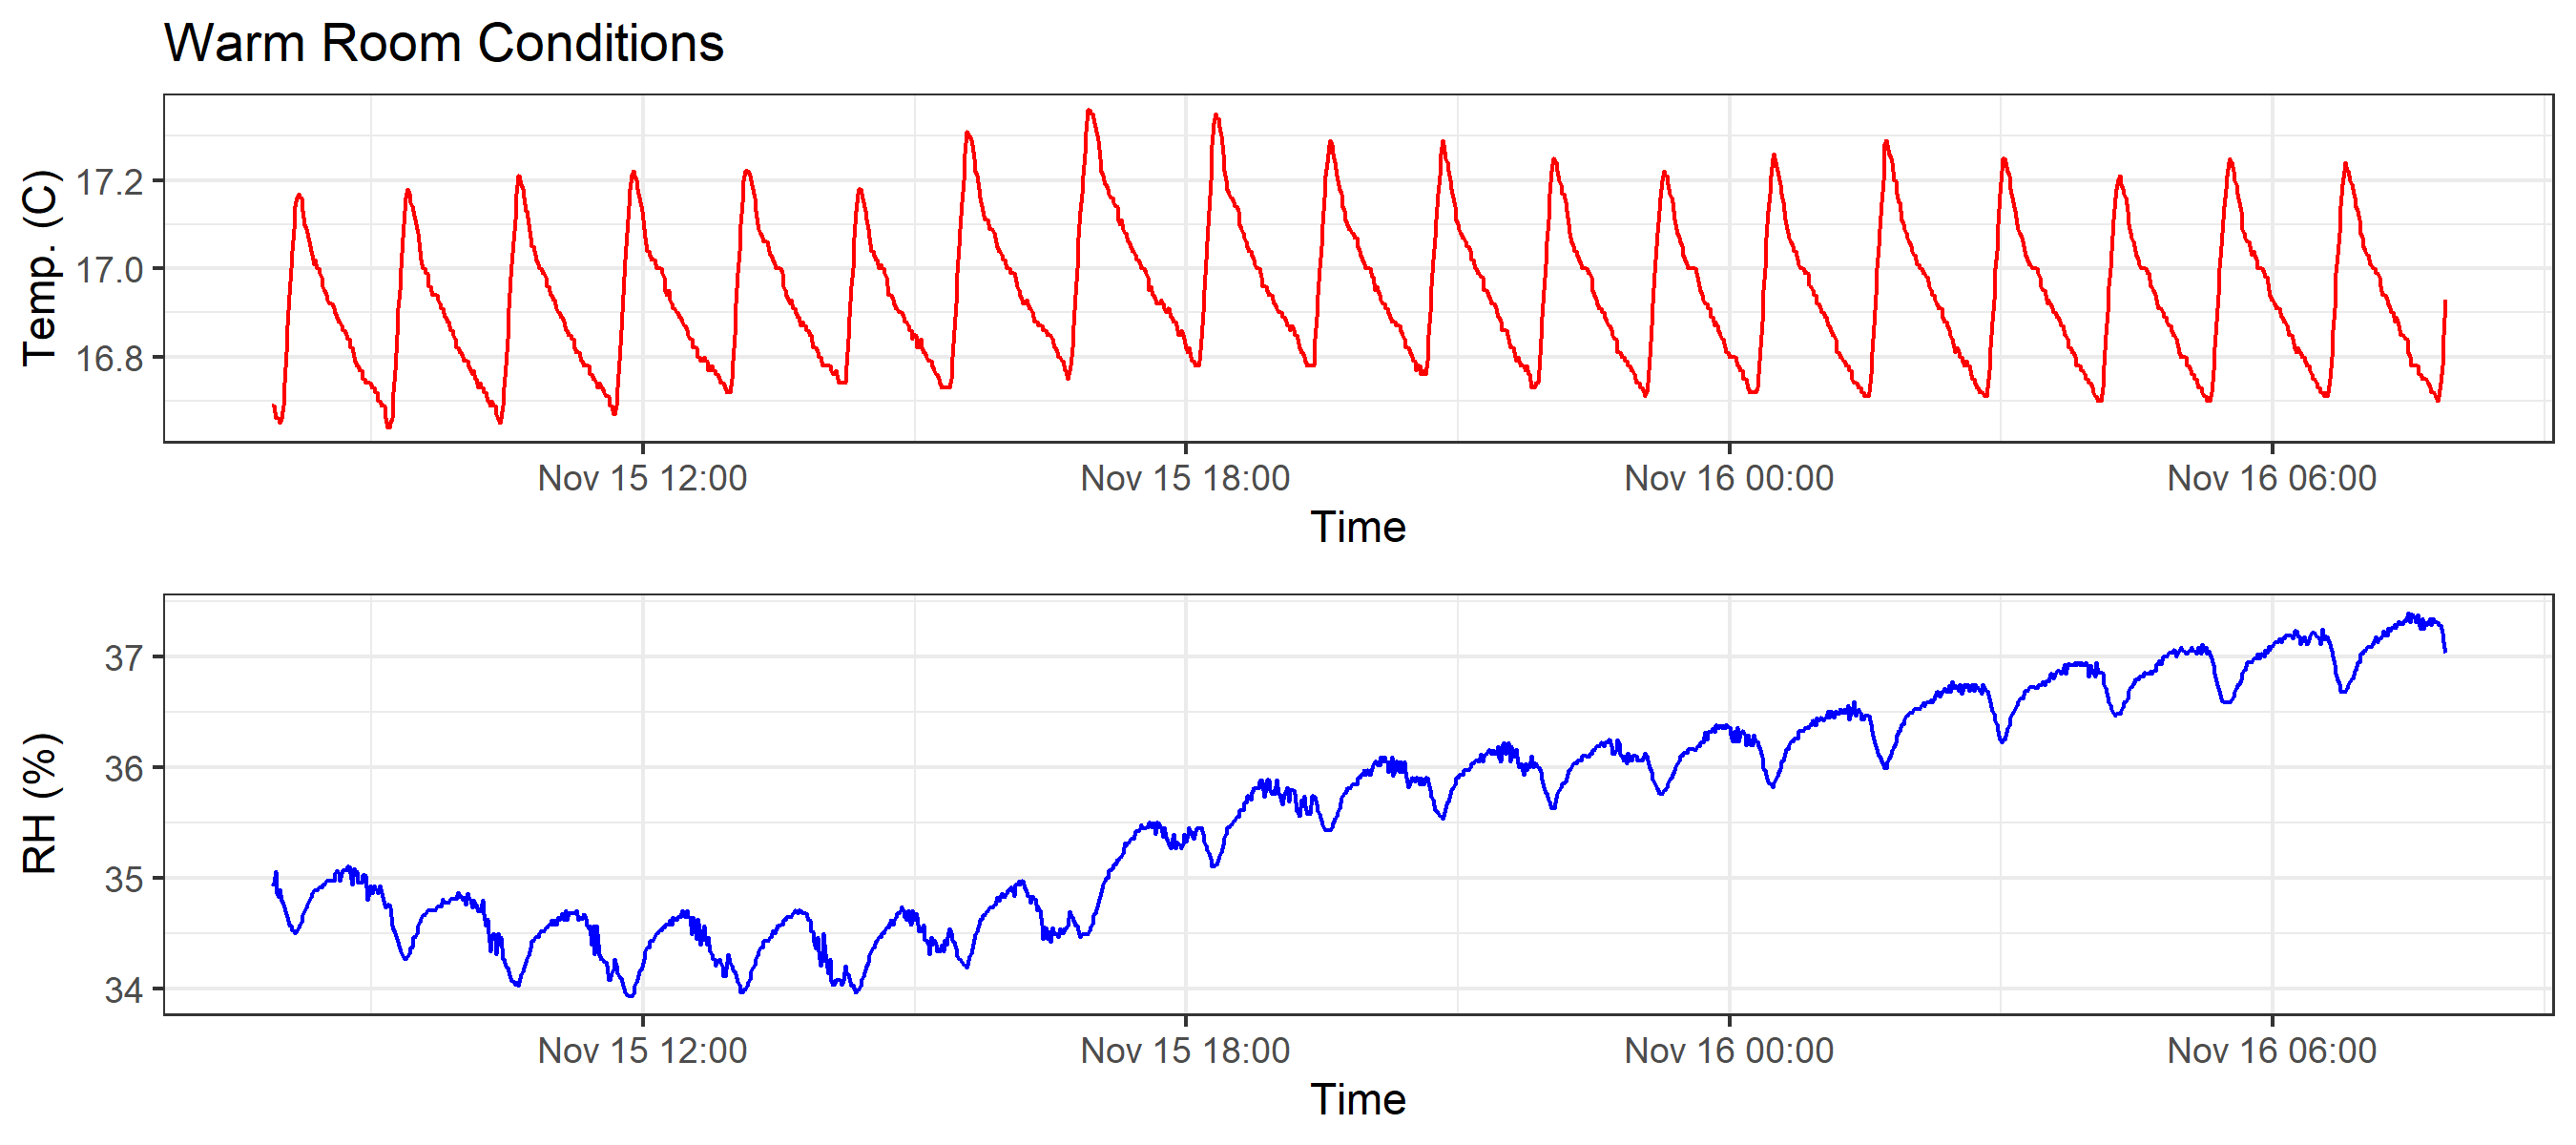 Warm Room Conditions
Temp. (C)
17.2
17.0
16.8
Nov 15 12:00 Nov 15 18:00 Nov 16 00:00 Nov 16 06:00
Time
RH (%)
37
36
35
34
Nov 15 12:00 Nov 15 18:00 Nov 16 00:00 Nov 16 06:00
Time